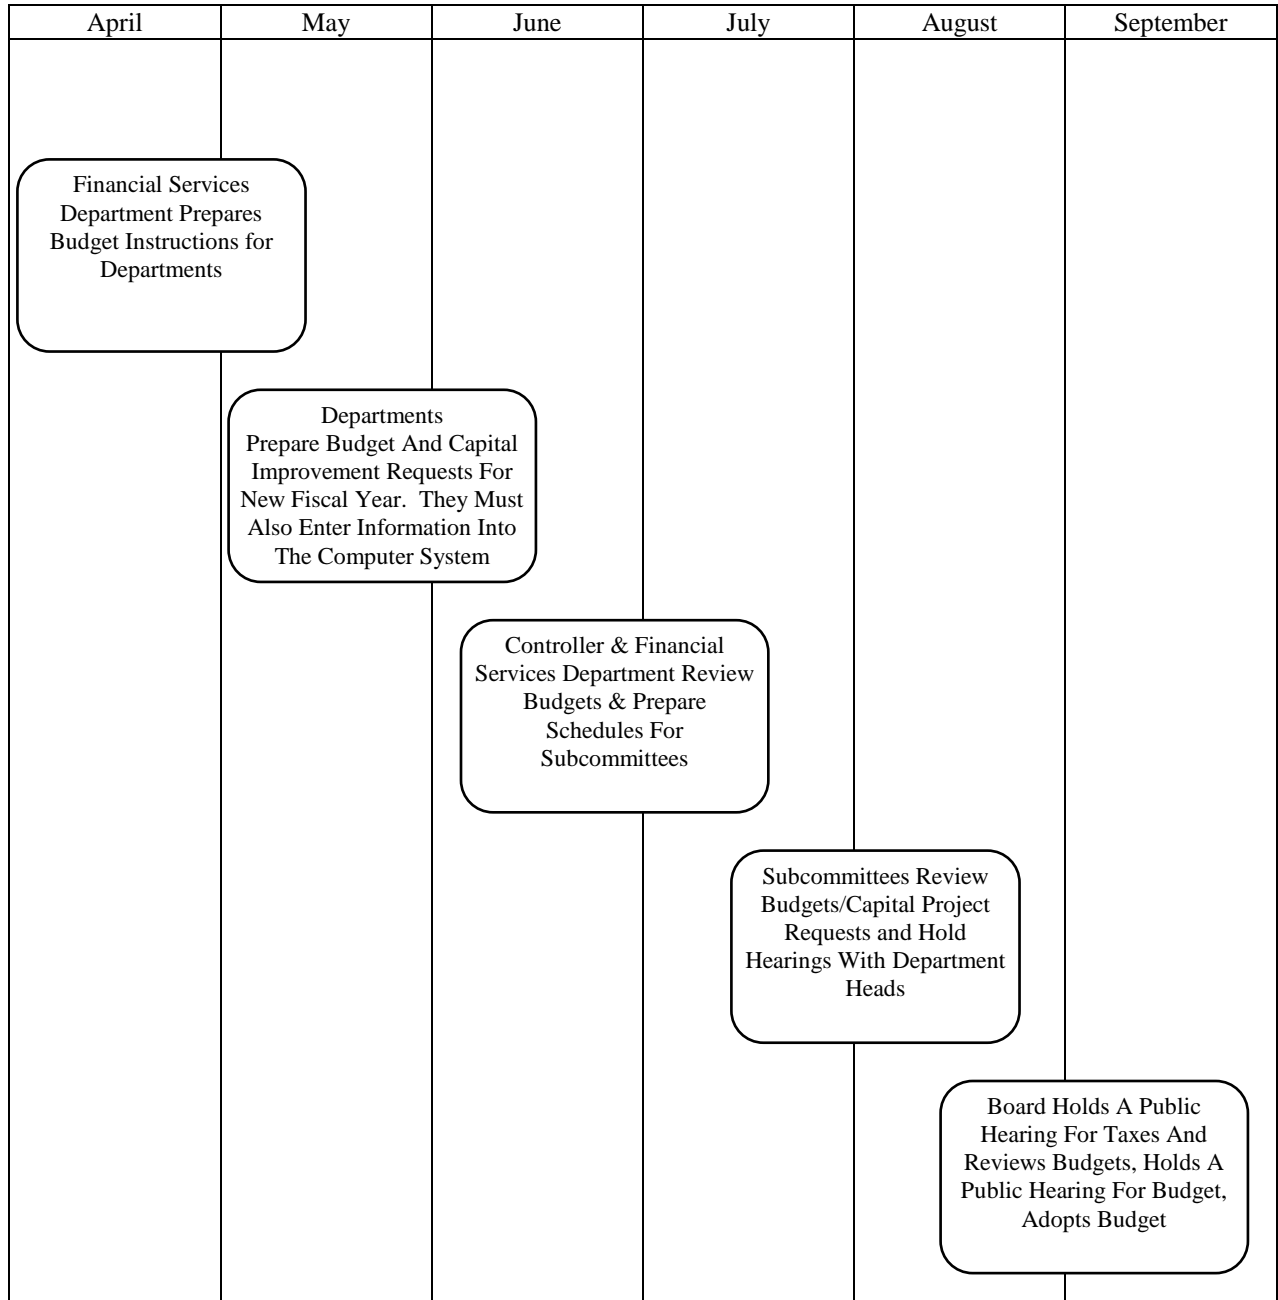 April May June July August September
Financial Services
Department Prepares
Budget Instructions for
Departments
Departments
Prepare Budget And Capital
Improvement Requests For
New Fiscal Year. They Must
Also Enter Information Into
The Computer System
Controller & Financial
Services Department Review
Budgets & Prepare
Schedules For
Subcommittees
Subcommittees Review
Budgets/Capital Project
Requests and Hold
Hearings With Department
Heads
Board Holds A Public
Hearing For Taxes And
Reviews Budgets, Holds A
Public Hearing For Budget,
Adopts Budget